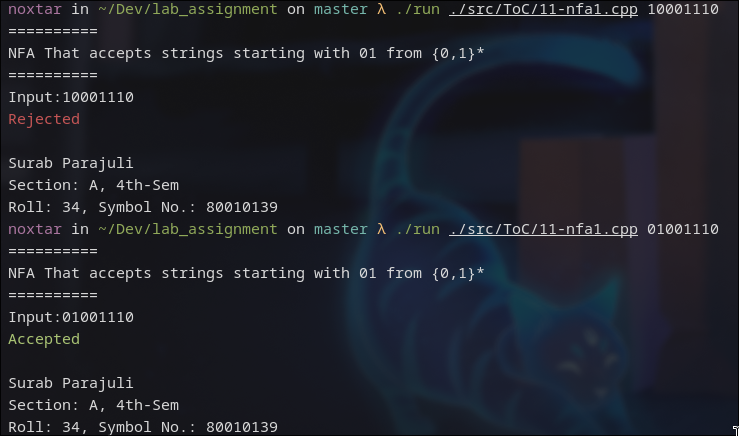 noxtar in ~/Dev/lab_assignment on master λ ./run ./src/ToC/11-nfa1.cpp 10001110
==========
NFA That accepts strings starting with 01 from {0,1}*
==========
Input:10001110
Rejected
Surab Parajuli
Section: A, 4th-Sem
Roll: 34, Symbol No.: 80010139
noxtar in ~/Dev/lab_assignment on master λ ./run ./src/ToC/11-nfa1.cpp 01001110
==========
NFA That accepts strings starting with 01 from {0,1}*
==========
Input:01001110
Accepted
Surab Parajuli
Section: A, 4th-Sem
Roll: 34, Symbol No.: 80010139